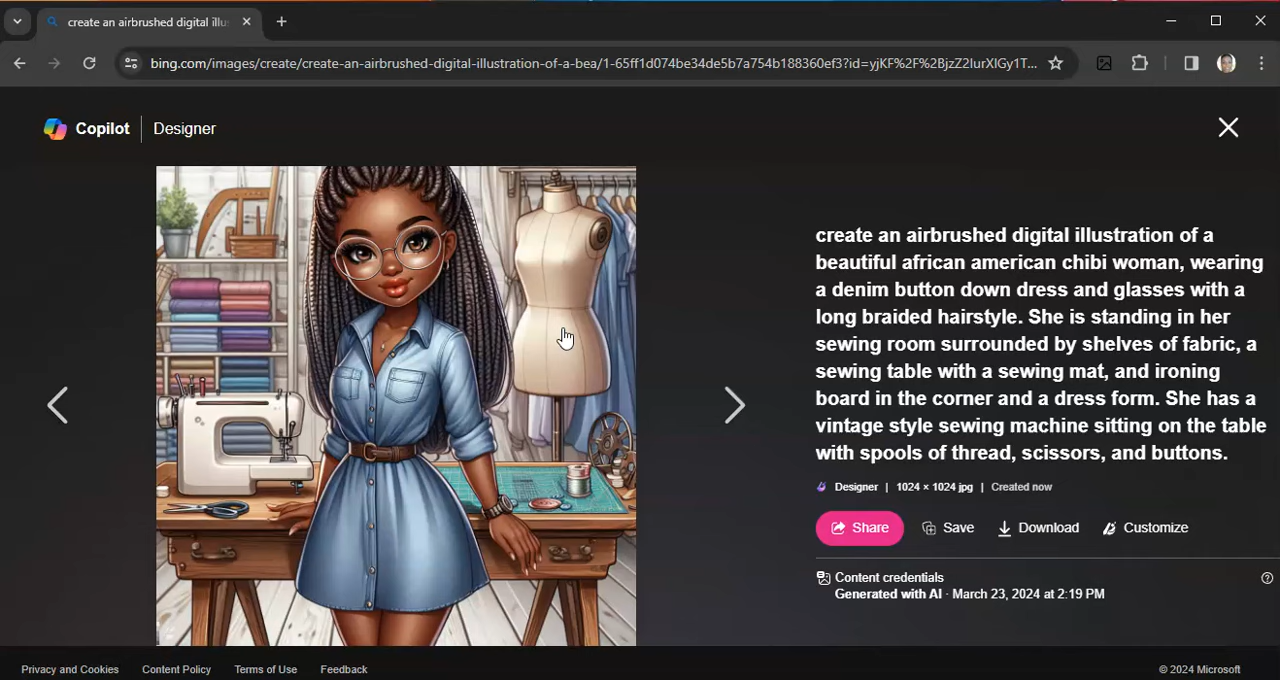 create an airbrushed digital illu
bing.com/images/create/create-an-airbrushed-digital-illustration-of-a-bea/1-65ff1d074be34de5b7a754b188360ef3?id=yjKF%2F%2BjzZ2IurXIGy1T...
Copilot | Designer
create an airbrushed digital illustration of a
beautiful african american chibi woman, wearing
a denim button down dress and glasses with a
long braided hairstyle. She is standing in her
sewing room surrounded by shelves of fabric, a
sewing table with a sewing mat, and ironing
board in the corner and a dress form. She has a
vintage style sewing machine sitting on the table
with spools of thread, scissors, and buttons.
Designer | 1024 × 1024 jpg | Created now
Share Save Download Customize
Content credentials
Generated with AI · March 23, 2024 at 2:19 PM
Privacy and Cookies Content Policy Terms of Use Feedback © 2024 Microsoft